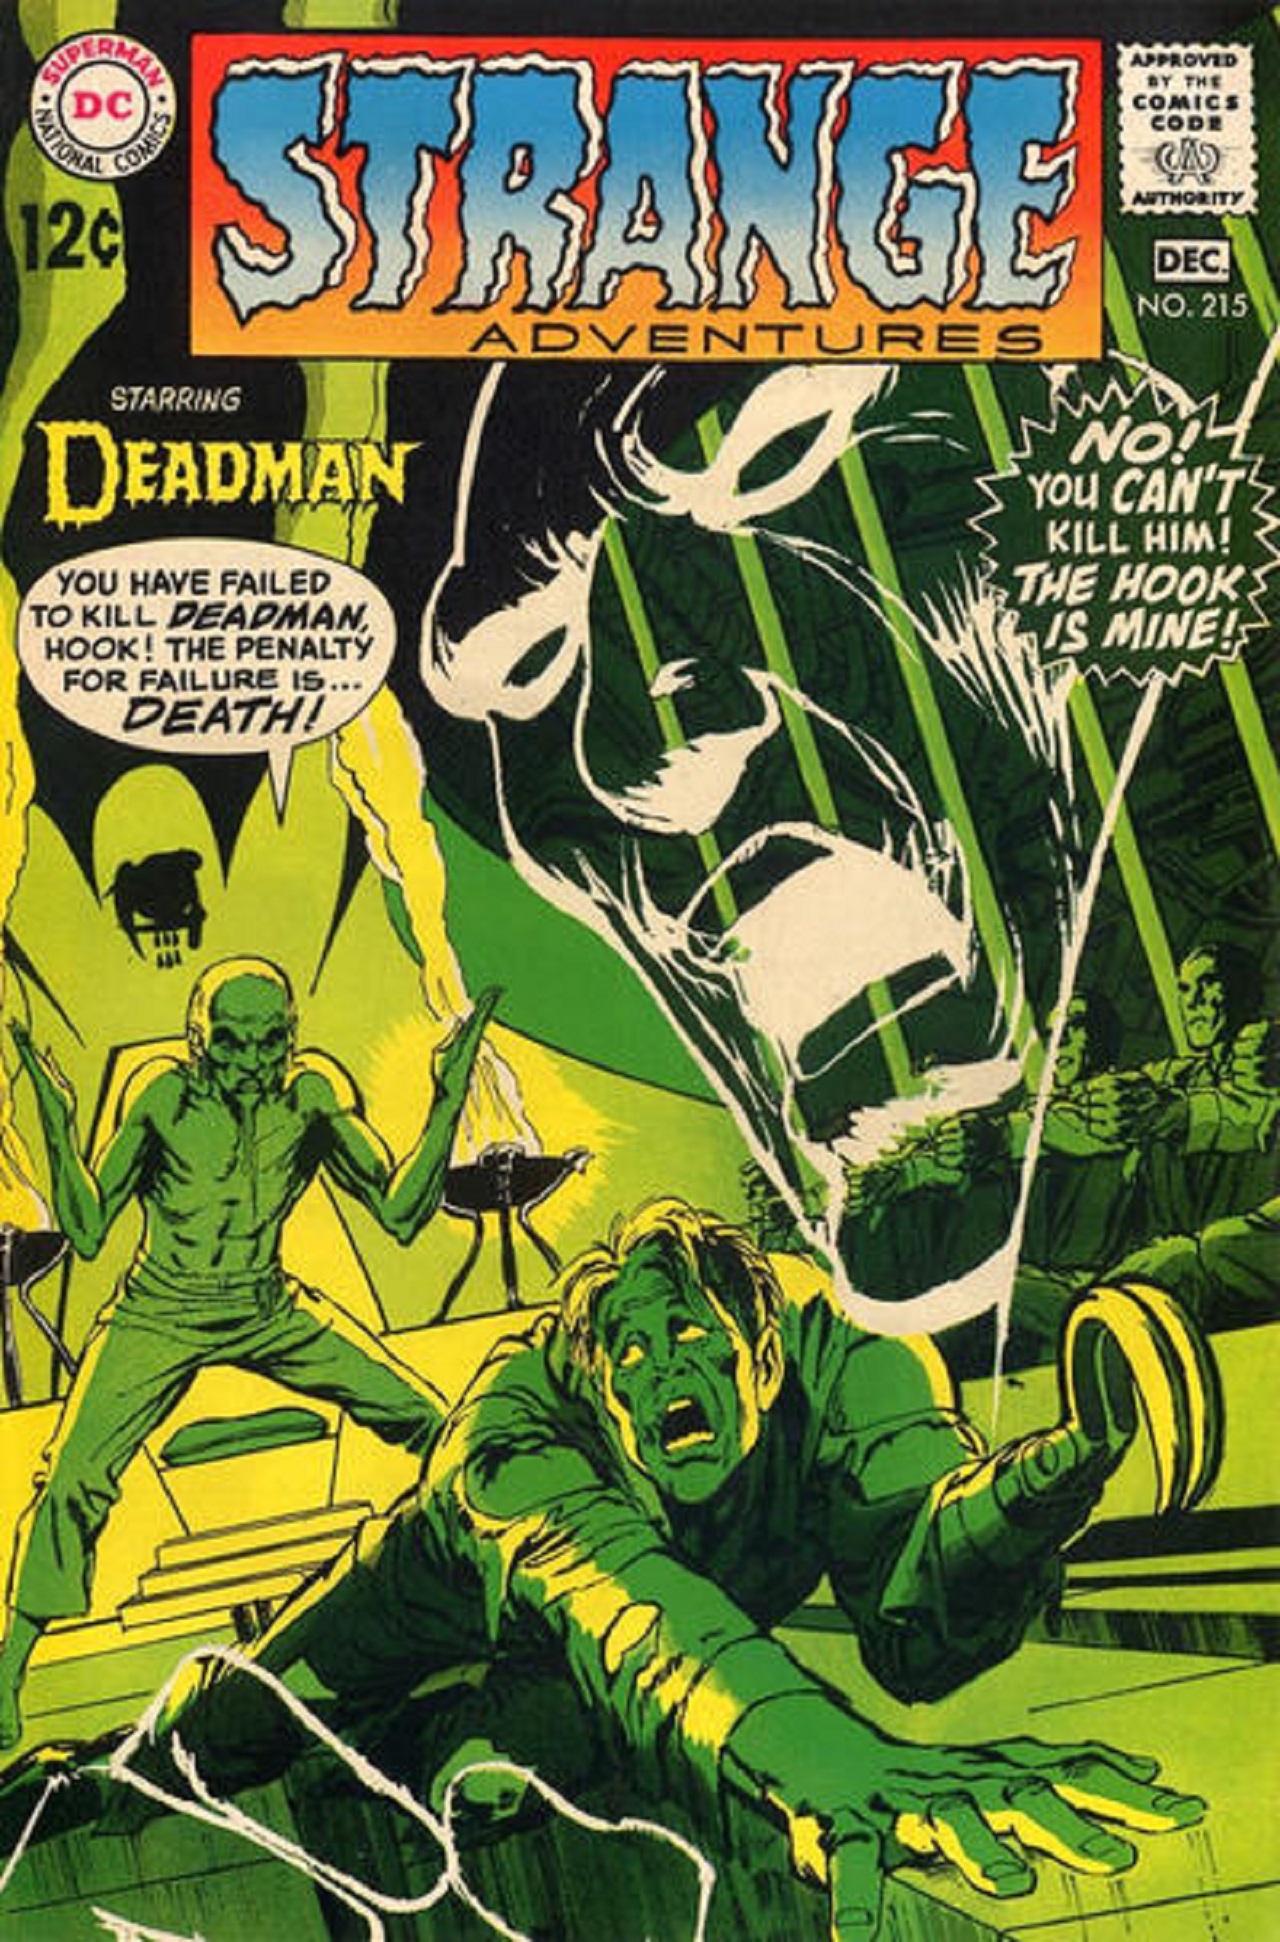 SUPERMAN
DC
NATIONAL COMICS
12¢
STRANGE
ADVENTURES
APPROVED
BY THE
COMICS
CODE
AUTHORITY
DEC.
NO. 215
STARRING
DEADMAN
YOU HAVE FAILED
TO KILL DEADMAN,
HOOK! THE PENALTY
FOR FAILURE IS...
DEATH!
NO!
YOU CAN'T
KILL HIM!
THE HOOK
IS MINE!